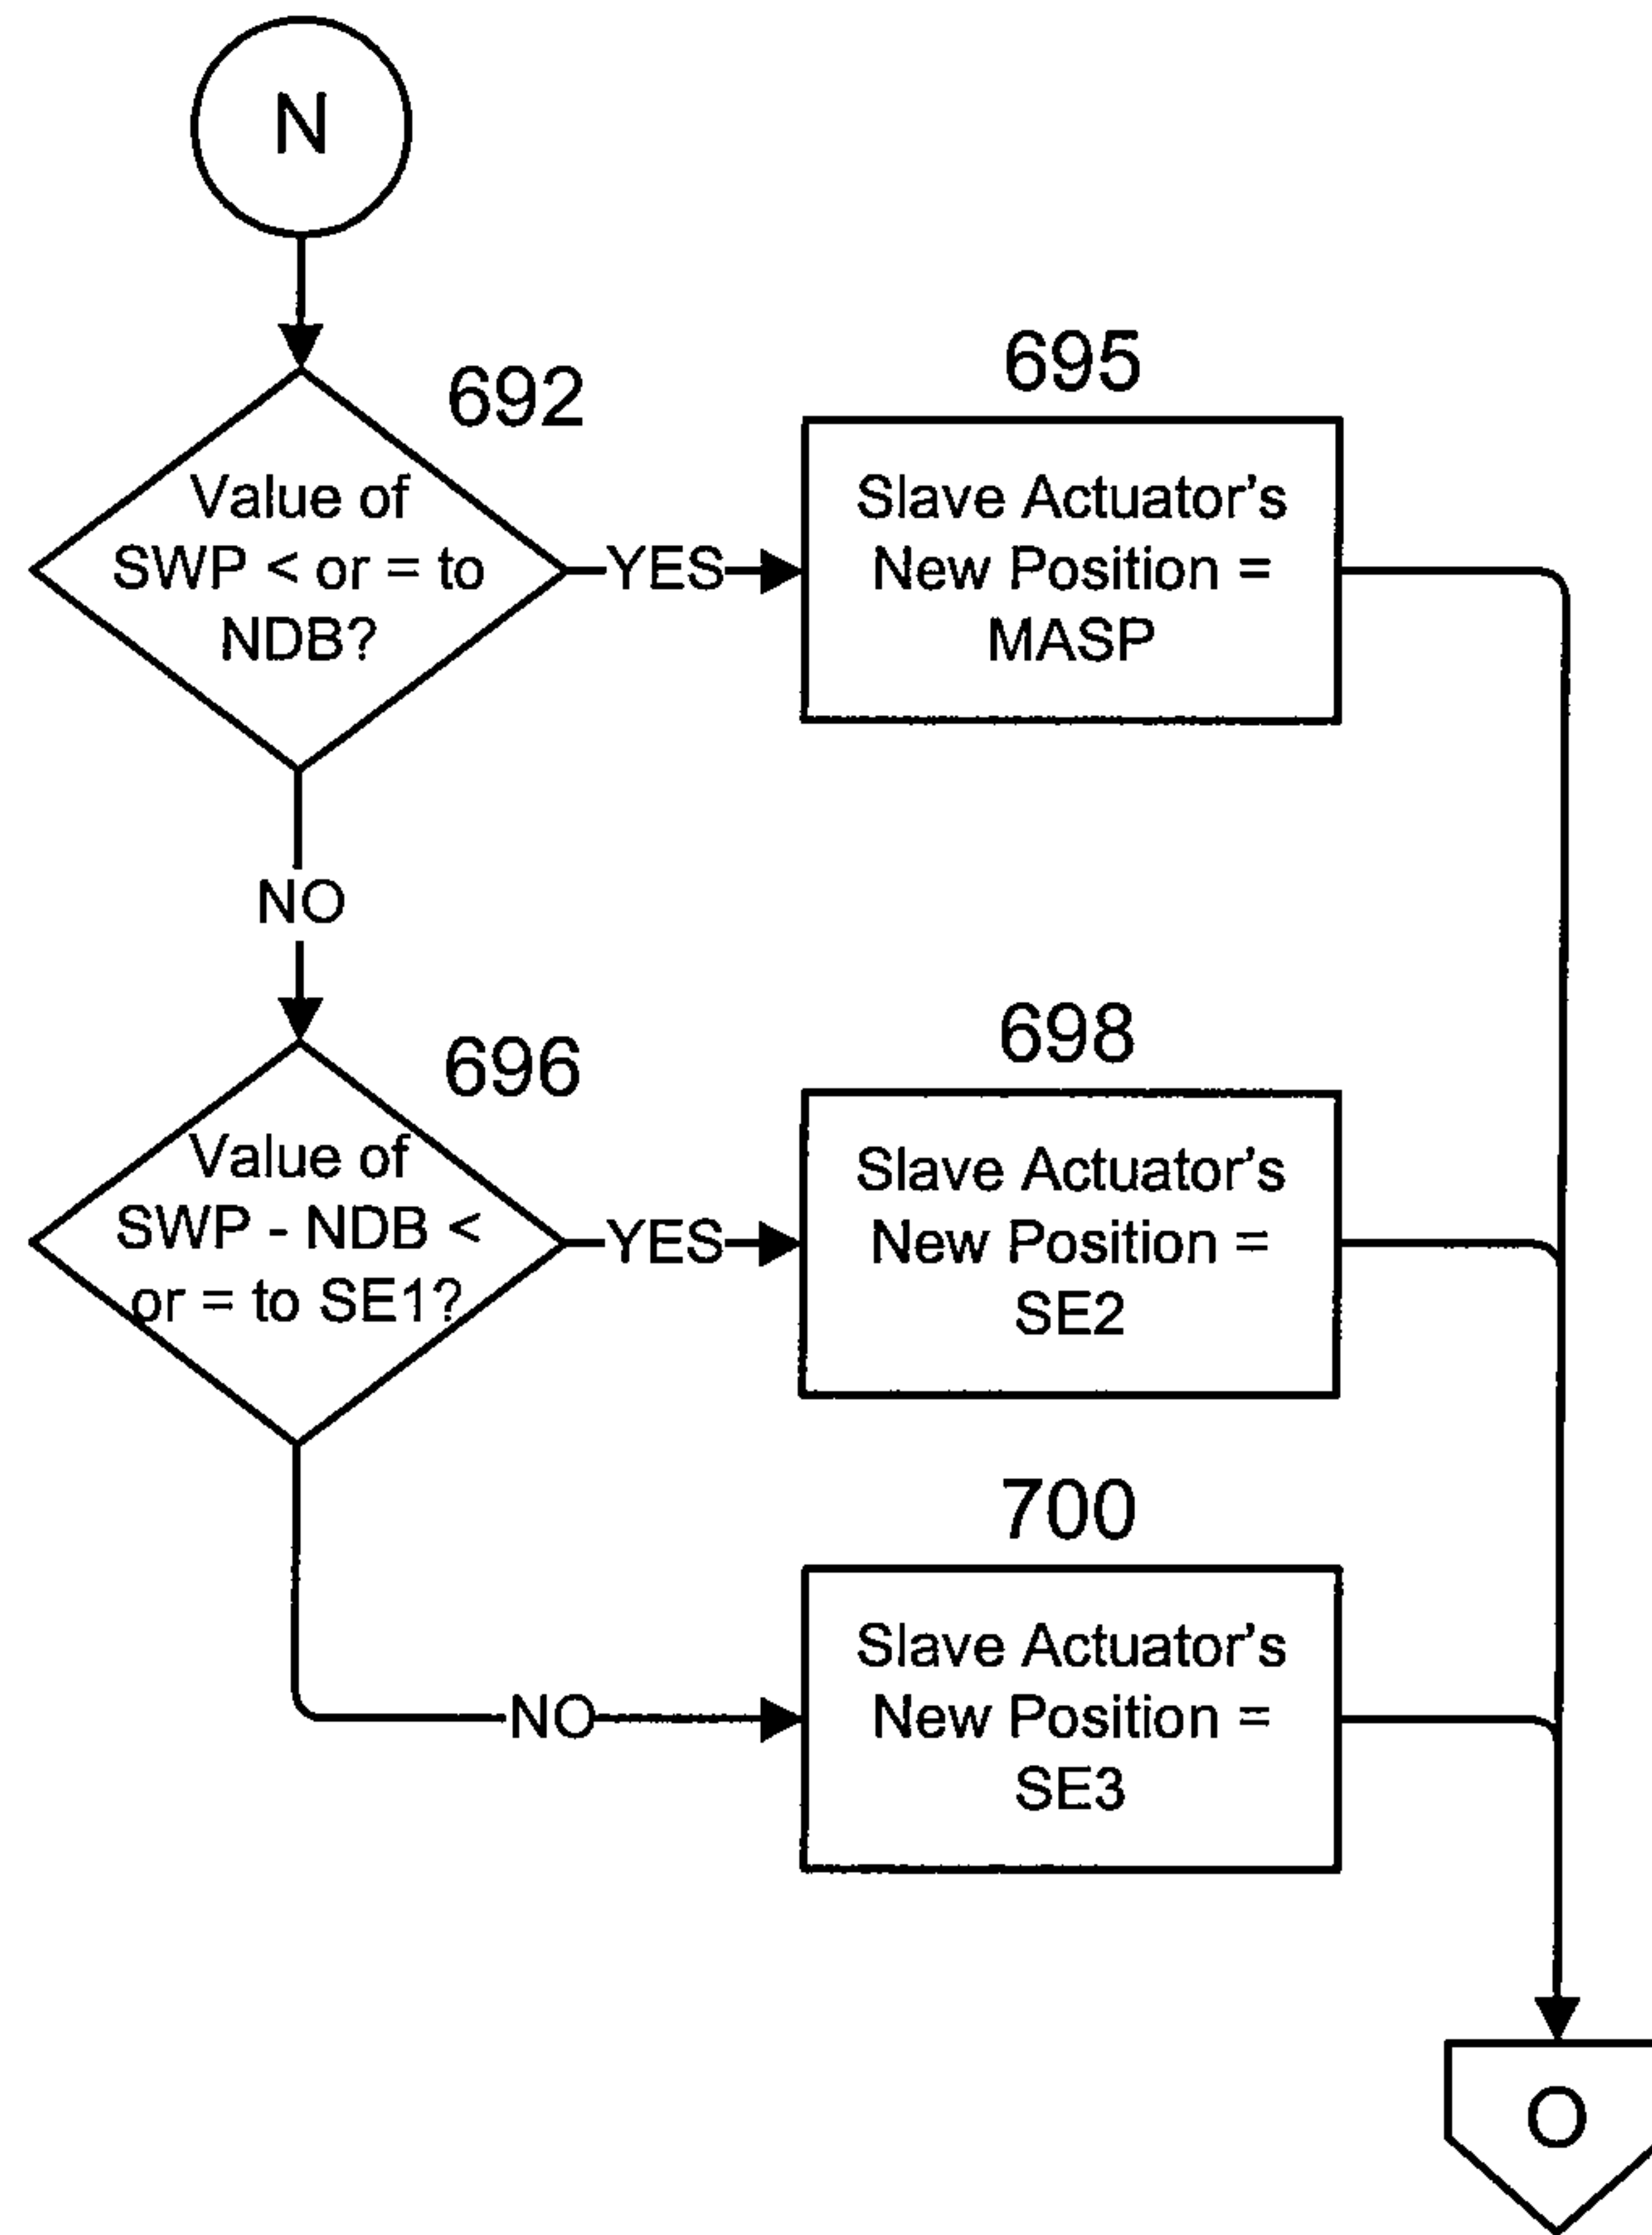 N
692
Value of
SWP < or = to
NDB?
YES
695
Slave Actuator's
New Position =
MASP
NO
696
Value of
SWP - NDB <
or = to SE1?
YES
698
Slave Actuator's
New Position =
SE2
NO
700
Slave Actuator's
New Position =
SE3
O